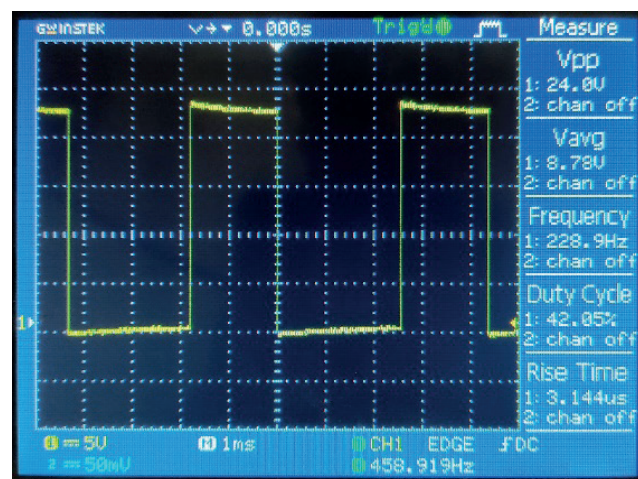 GWINSTEK 0.000s Trig'd Measure
Vpp
1: 24.0V
2: chan off
Vavg
1: 8.78V
2: chan off
Frequency
1: 228.9Hz
2: chan off
Duty Cycle
1: 42.05%
2: chan off
Rise Time
1: 3.144us
2: chan off
1
1 5V M 1ms CH1 EDGE DC
2 50mV 458.919Hz